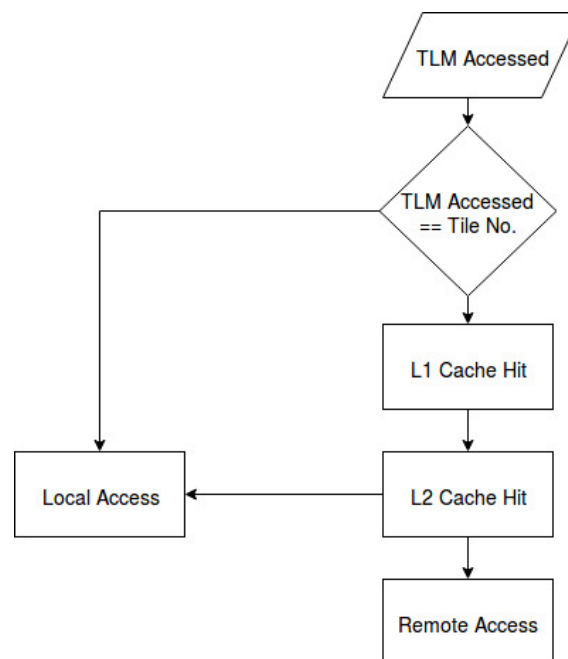 TLM Accessed
TLM Accessed
== Tile No.
L1 Cache Hit
Local Access
L2 Cache Hit
Remote Access